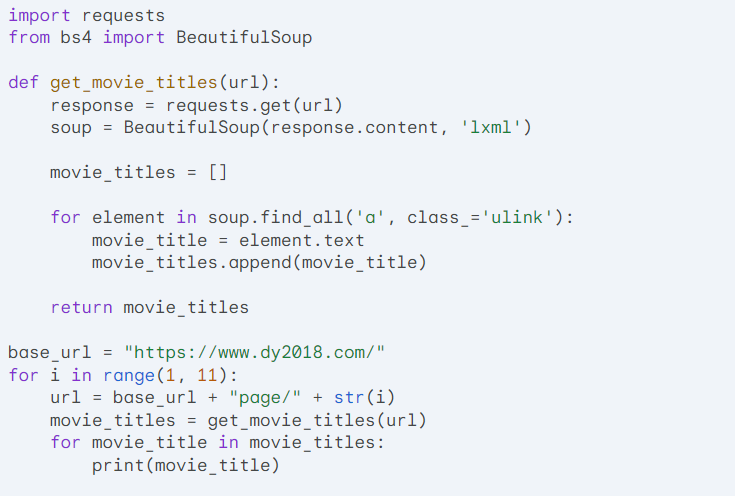 import requests
from bs4 import BeautifulSoup

def get_movie_titles(url):
    response = requests.get(url)
    soup = BeautifulSoup(response.content, 'lxml')

    movie_titles = []

    for element in soup.find_all('a', class_='ulink'):
        movie_title = element.text
        movie_titles.append(movie_title)

    return movie_titles

base_url = "https://www.dy2018.com/"
for i in range(1, 11):
    url = base_url + "page/" + str(i)
    movie_titles = get_movie_titles(url)
    for movie_title in movie_titles:
        print(movie_title)